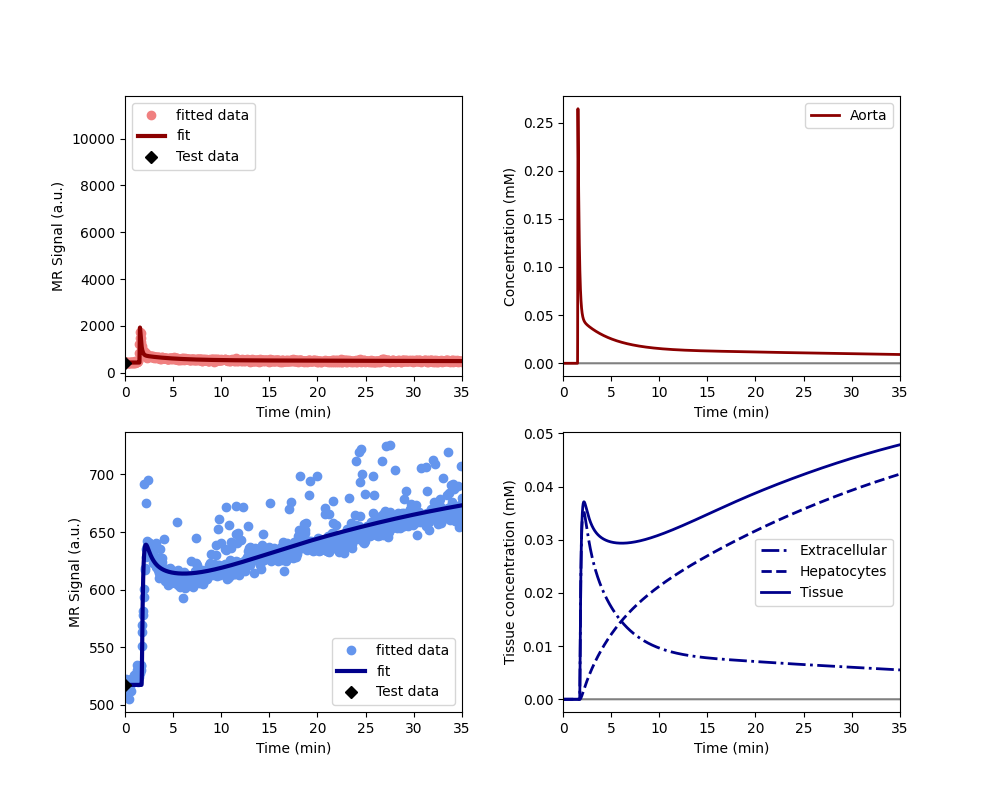 10000
8000
6000
4000
2000
0
MR Signal (a.u.)
fitted data
fit
Test data
0 5 10 15 20 25 30 35
Time (min)
0.25
0.20
0.15
0.10
0.05
0.00
Concentration (mM)
Aorta
0 5 10 15 20 25 30 35
Time (min)
700
650
600
550
500
MR Signal (a.u.)
fitted data
fit
Test data
0 5 10 15 20 25 30 35
Time (min)
0.05
0.04
0.03
0.02
0.01
0.00
Tissue concentration (mM)
Extracellular
Hepatocytes
Tissue
0 5 10 15 20 25 30 35
Time (min)